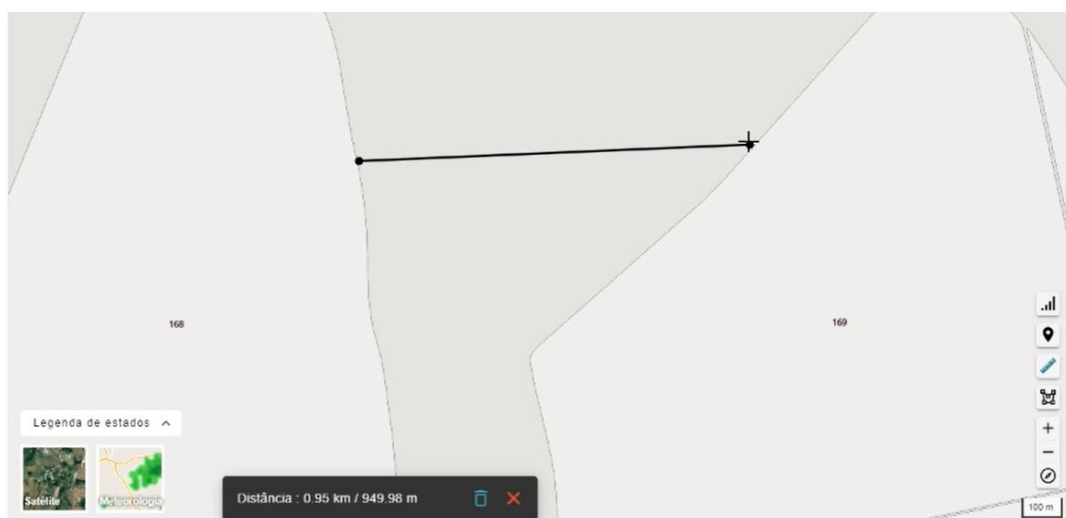 168
169
Legenda de estados
Satélite
Meteorologia
Distância : 0.95 km / 949.98 m
100 m